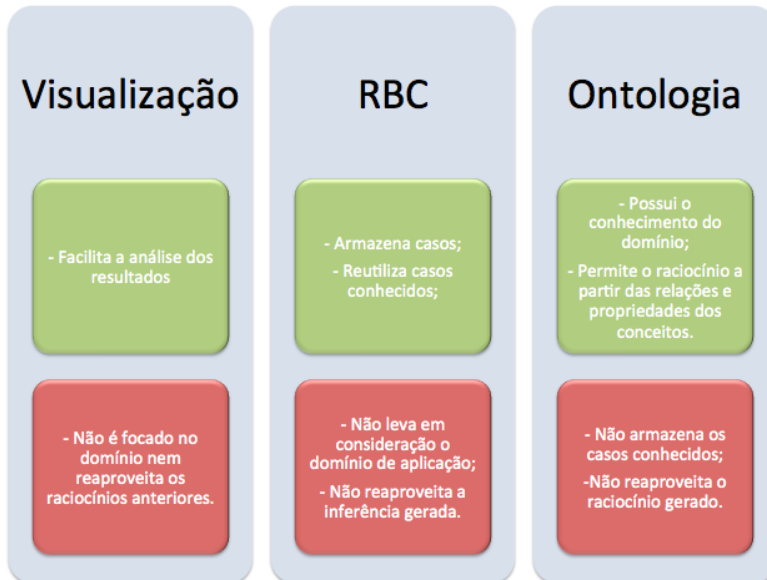 Visualização
- Facilita a análise dos
resultados
- Não é focado no
domínio nem
reaproveita os
raciocínios anteriores.
RBC
- Armazena casos;
- Reutiliza casos
conhecidos;
- Não leva em
consideração o
domínio de aplicação;
- Não reaproveita a
inferência gerada.
Ontologia
- Possui o
conhecimento do
domínio;
- Permite o raciocínio a
partir das relações e
propriedades dos
conceitos.
- Não armazena os
casos conhecidos;
-Não reaproveita o
raciocínio gerado.